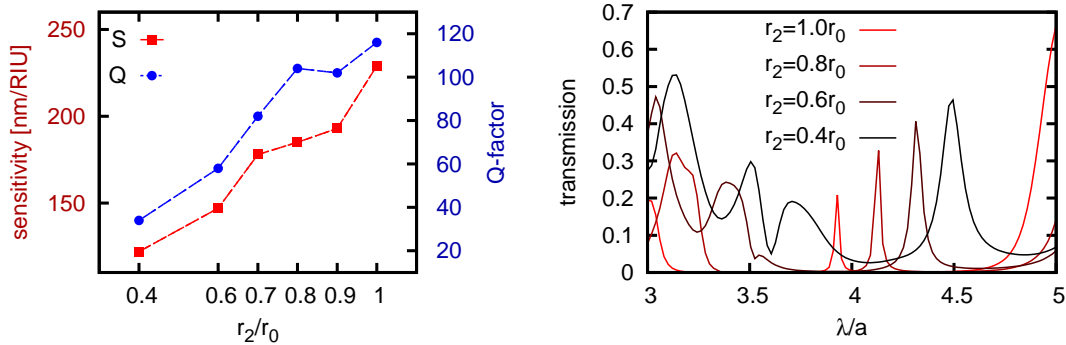 250
200
150
sensitivity [nm/RIU]
S
Q
120
100
80
60
40
20
Q-factor
0.4 0.6 0.7 0.8 0.9 1
r2/r0
0.7
0.6
0.5
0.4
0.3
0.2
0.1
0
transmission
r2=1.0r0
r2=0.8r0
r2=0.6r0
r2=0.4r0
3 3.5 4 4.5 5
λ/a